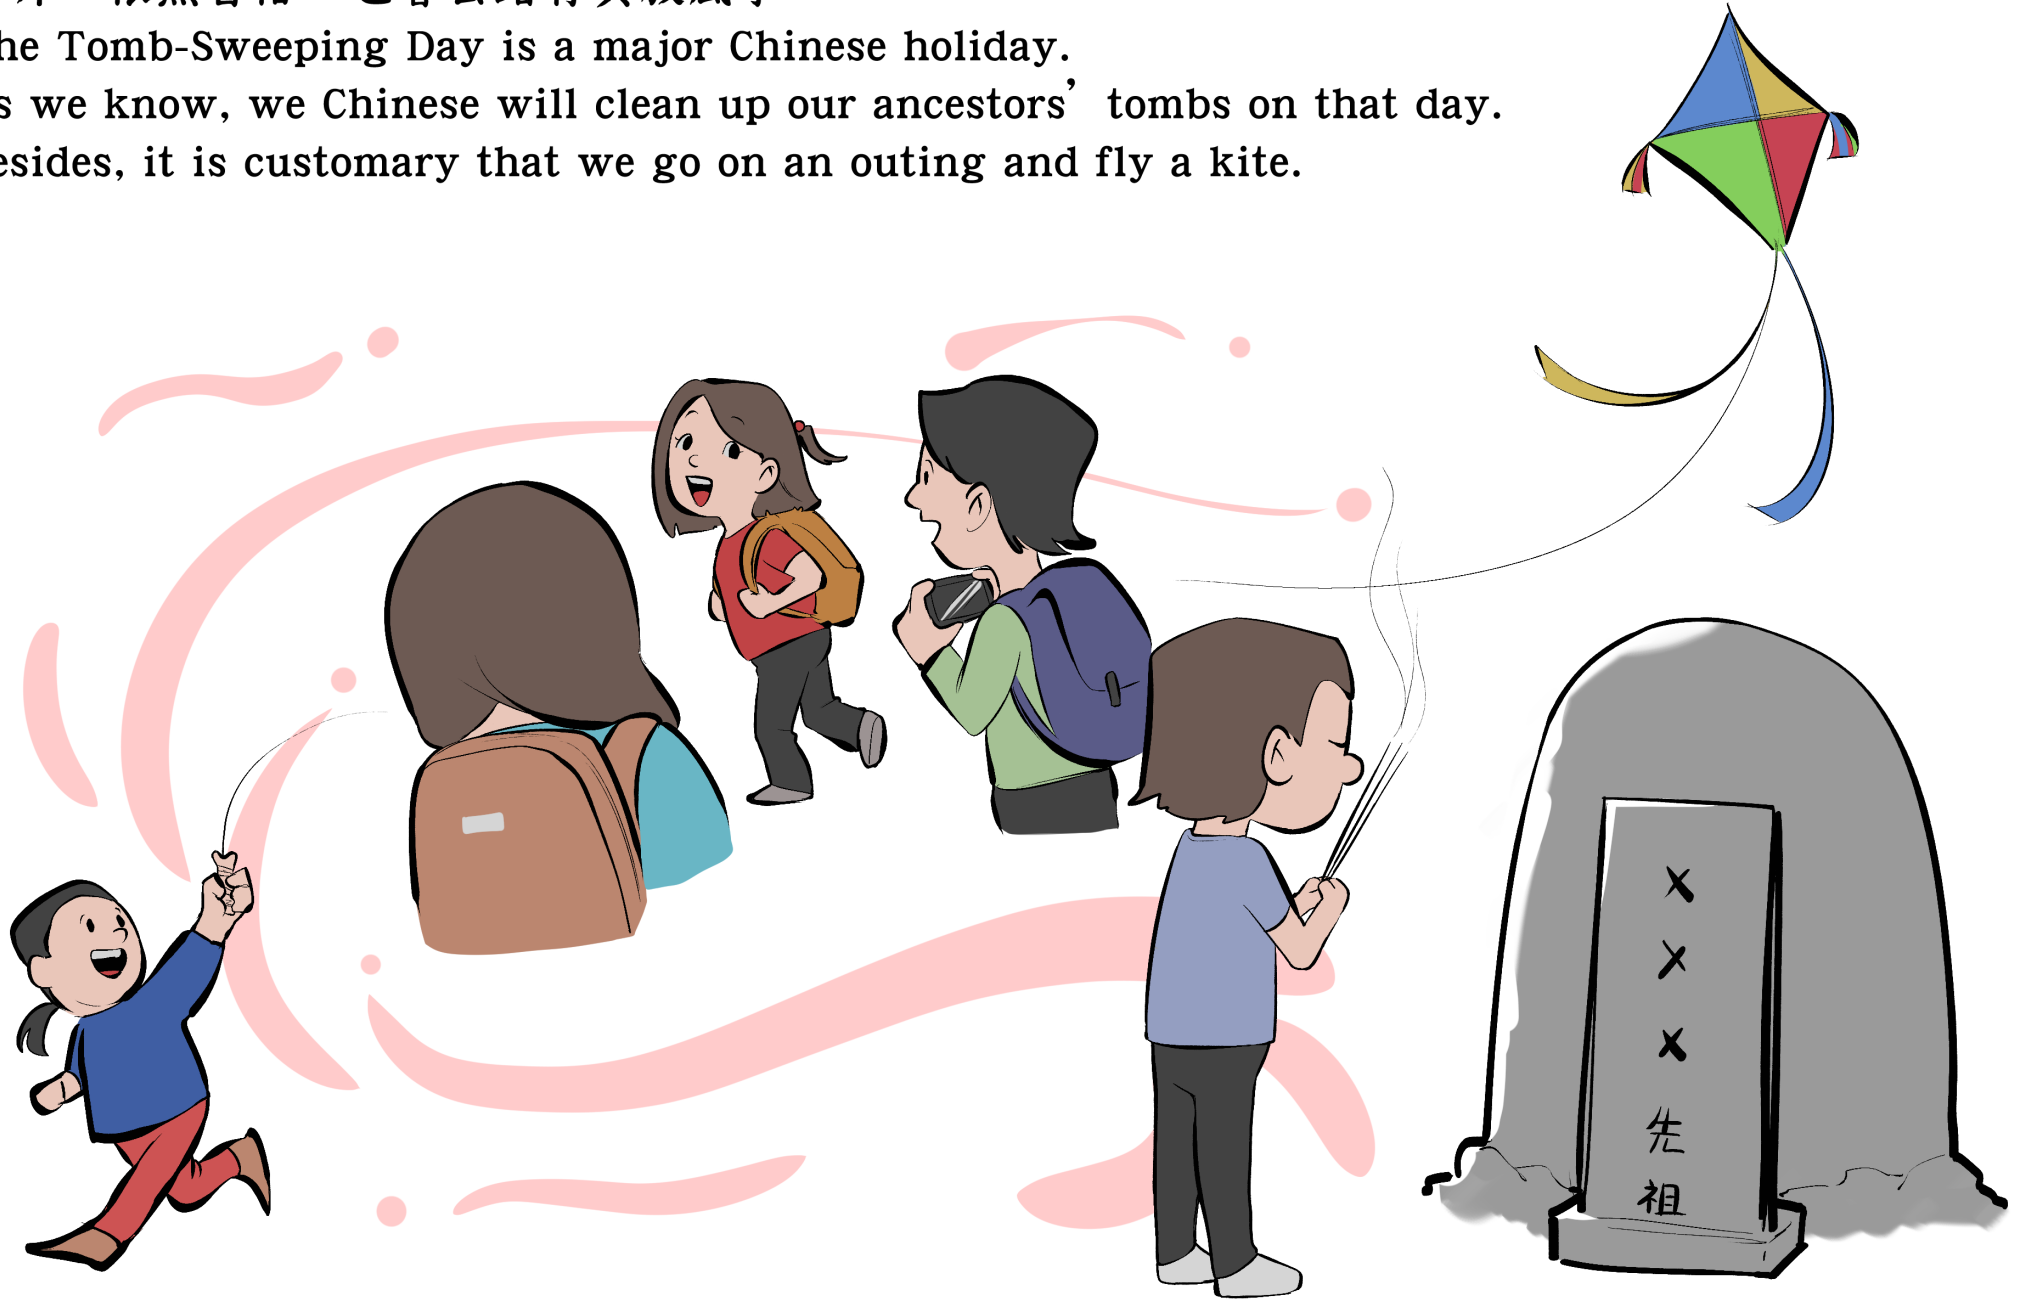 he Tomb-Sweeping Day is a major Chinese holiday.
s we know, we Chinese will clean up our ancestors’ tombs on that day.
esides, it is customary that we go on an outing and fly a kite.
×
×
×
先
祖